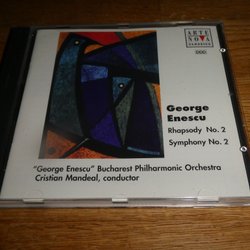 ARTE
NOVA
CLASSICS
DDD
George
Enescu
Rhapsody No. 2
Symphony No. 2
"George Enescu" Bucharest Philharmonic Orchestra
Cristian Mandeal, conductor